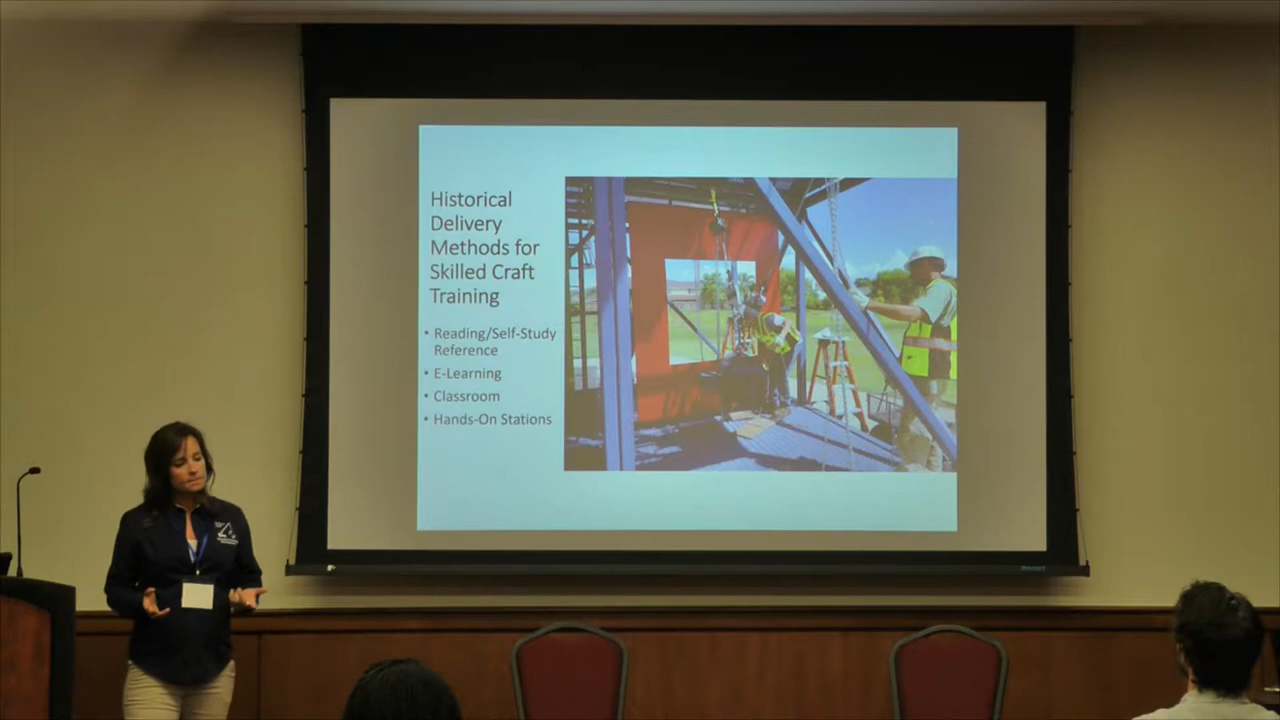 Historical
Delivery
Methods for
Skilled Craft
Training
• Reading/Self-Study
Reference
• E-Learning
• Classroom
• Hands-On Stations